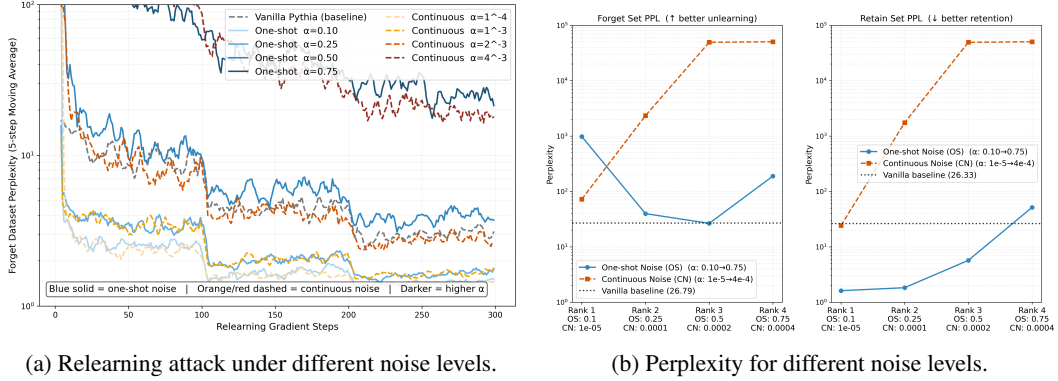 Forget Dataset Perplexity (5-Step Moving Average)
10²
10¹
10⁰
Vanilla Pythia (baseline)
One-shot α=0.10
One-shot α=0.25
One-shot α=0.50
One-shot α=0.75
Continuous α=1^-4
Continuous α=1^-3
Continuous α=2^-3
Continuous α=4^-3
Blue solid = one-shot noise | Orange/red dashed = continuous noise | Darker = higher α
0 50 100 150 200 250 300
Relearning Gradient Steps
(a) Relearning attack under different noise levels.
Forget Set PPL (↑ better unlearning)
Perplexity
10⁵
10⁴
10³
10²
10¹
10⁰
One-shot Noise (OS) (α: 0.10→0.75)
Continuous Noise (CN) (α: 1e-5→4e-4)
Vanilla baseline (26.79)
Rank 1 Rank 2 Rank 3 Rank 4
OS: 0.1 OS: 0.25 OS: 0.5 OS: 0.75
CN: 1e-05 CN: 0.0001 CN: 0.0002 CN: 0.0004
Retain Set PPL (↓ better retention)
Perplexity
10⁵
10⁴
10³
10²
10¹
10⁰
One-shot Noise (OS) (α: 0.10→0.75)
Continuous Noise (CN) (α: 1e-5→4e-4)
Vanilla baseline (26.33)
Rank 1 Rank 2 Rank 3 Rank 4
OS: 0.1 OS: 0.25 OS: 0.5 OS: 0.75
CN: 1e-05 CN: 0.0001 CN: 0.0002 CN: 0.0004
(b) Perplexity for different noise levels.